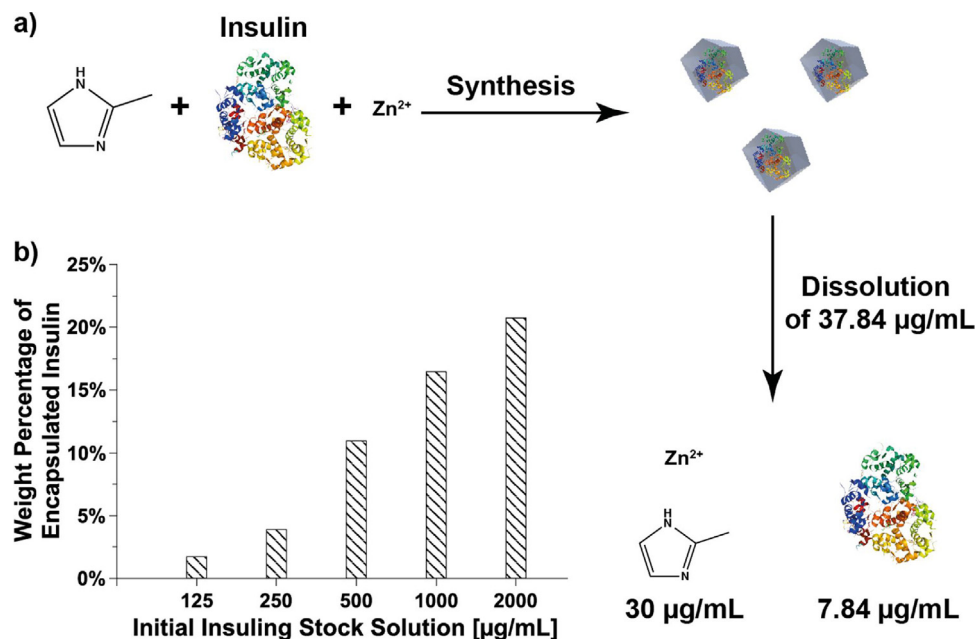 a)
Insulin
H
N
N
+
+
Zn²⁺
Synthesis
Dissolution
of 37.84 µg/mL
b)
Weight Percentage of
Encapsulated Insulin
25%
20%
15%
10%
5%
0%
125 250 500 1000 2000
Initial Insuling Stock Solution [µg/mL]
Zn²⁺
H
N
N
30 µg/mL
7.84 µg/mL